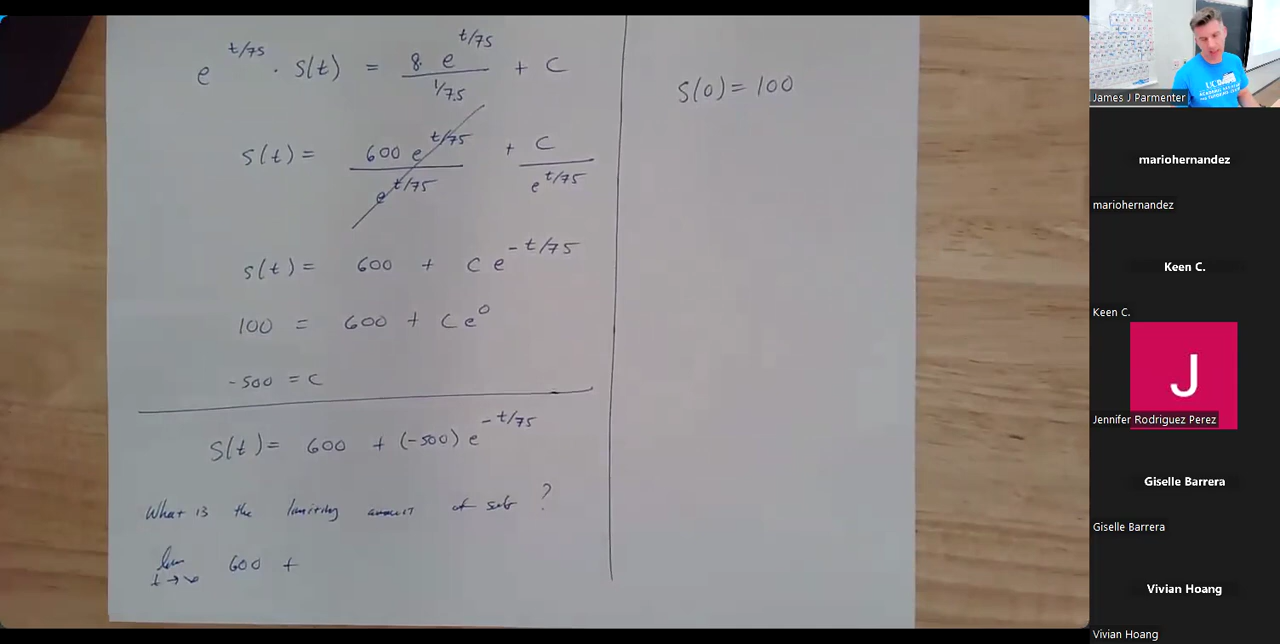 e^(t/75) · S(t) = 8 e^(t/75) / (1/75) + C
S(t) = 600 e^(t/75) / e^(t/75) + C / e^(t/75)
S(t) = 600 + C e^(-t/75)
100 = 600 + C e^0
-500 = C
S(t) = 600 + (-500) e^(-t/75)
What is the limiting amount of salt ?
lim t→∞ 600 +
S(0) = 100
James J Parmenter
mariohernandez
mariohernandez
Keen C.
Keen C.
J
Jennifer Rodriguez Perez
Giselle Barrera
Giselle Barrera
Vivian Hoang
Vivian Hoang